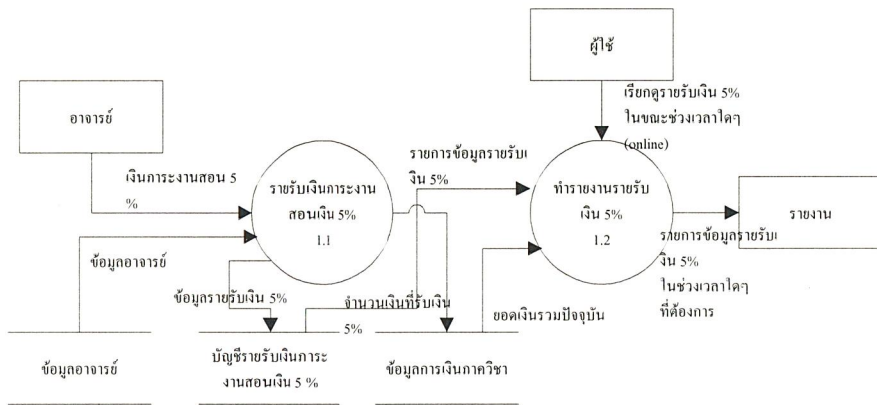 ผู้ใช้
เรียกดูรายรับเงิน 5%
ในขณะช่วงเวลาใดๆ
(online)
อาจารย์
เงินภาระงานสอน 5
%
รายรับเงินภาระงาน
สอนเงิน 5%
1.1
รายการข้อมูลรายรับเ
งิน 5%
ทำรายงานรายรับ
เงิน 5%
1.2
รายงาน
ข้อมูลอาจารย์
รายการข้อมูลรายรับเ
งิน 5%
ในช่วงเวลาใดๆ
ที่ต้องการ
ข้อมูลรายรับเงิน 5%
จำนวนเงินที่รับเงิน
5%
ยอดเงินรวมปัจจุบัน
ข้อมูลอาจารย์
บัญชีรายรับเงินภาระ
งานสอนเงิน 5 %
ข้อมูลการเงินภาควิชา